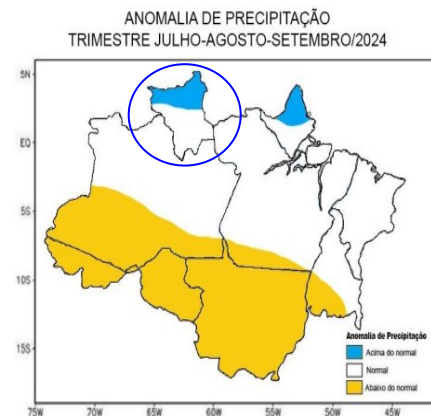 ANOMALIA DE PRECIPITAÇÃO
TRIMESTRE JULHO-AGOSTO-SETEMBRO/2024
5N
EQ
5S
10S
15S
75W
70W
65W
60W
55W
50W
45W
Anomalia de Precipitação
Acima do normal
Normal
Abaixo do normal